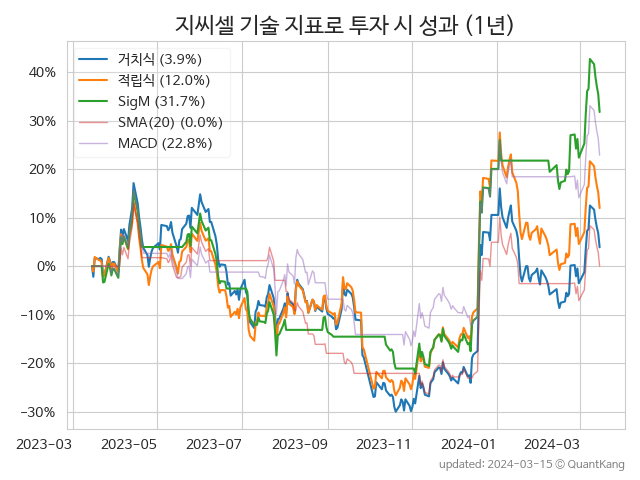 지씨셀 기술 지표로 투자 시 성과 (1년)
거치식 (3.9%)
적립식 (12.0%)
SigM (31.7%)
SMA(20) (0.0%)
MACD (22.8%)
40%
30%
20%
10%
0%
−10%
−20%
−30%
2023-03 2023-05 2023-07 2023-09 2023-11 2024-01 2024-03
updated: 2024-03-15 © QuantKang